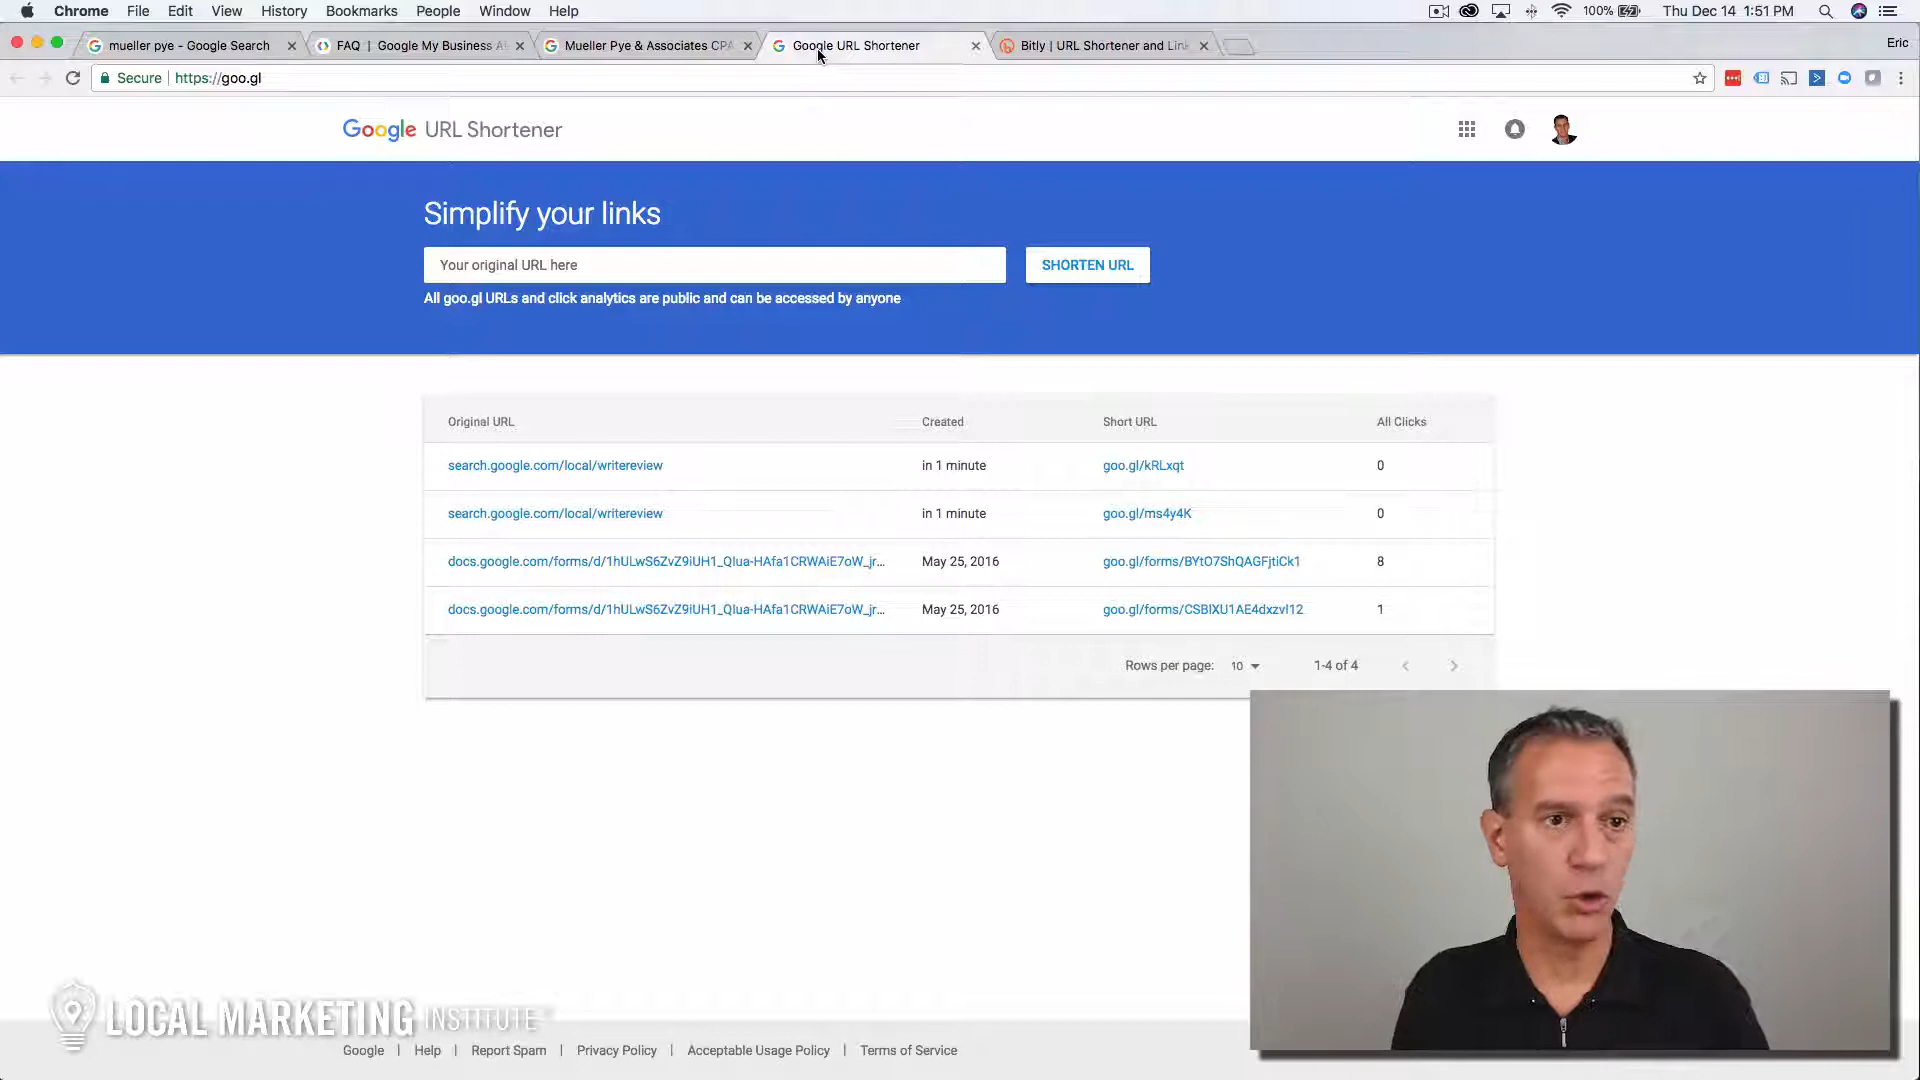 Chrome File Edit View History Bookmarks People Window Help 100% Thu Dec 14 1:51 PM
mueller pye - Google Search FAQ | Google My Business A Mueller Pye & Associates CPA Google URL Shortener Bitly | URL Shortener and Lin Eric
Secure https://goo.gl
Google URL Shortener
Simplify your links
Your original URL here SHORTEN URL
All goo.gl URLs and click analytics are public and can be accessed by anyone
Original URL Created Short URL All Clicks
search.google.com/local/writereview in 1 minute goo.gl/kRLxqt 0
search.google.com/local/writereview in 1 minute goo.gl/ms4y4K 0
docs.google.com/forms/d/1hULwS6ZvZ9iUH1_Qlua-HAfa1CRWAiE7oW_jr... May 25, 2016 goo.gl/forms/BYtO7ShQAGFjtiCk1 8
docs.google.com/forms/d/1hULwS6ZvZ9iUH1_Qlua-HAfa1CRWAiE7oW_jr... May 25, 2016 goo.gl/forms/CSBlXU1AE4dxzvl12 1
Rows per page: 10 1-4 of 4
LOCAL MARKETING INSTITUTE
Google | Help | Report Spam | Privacy Policy | Acceptable Usage Policy | Terms of Service